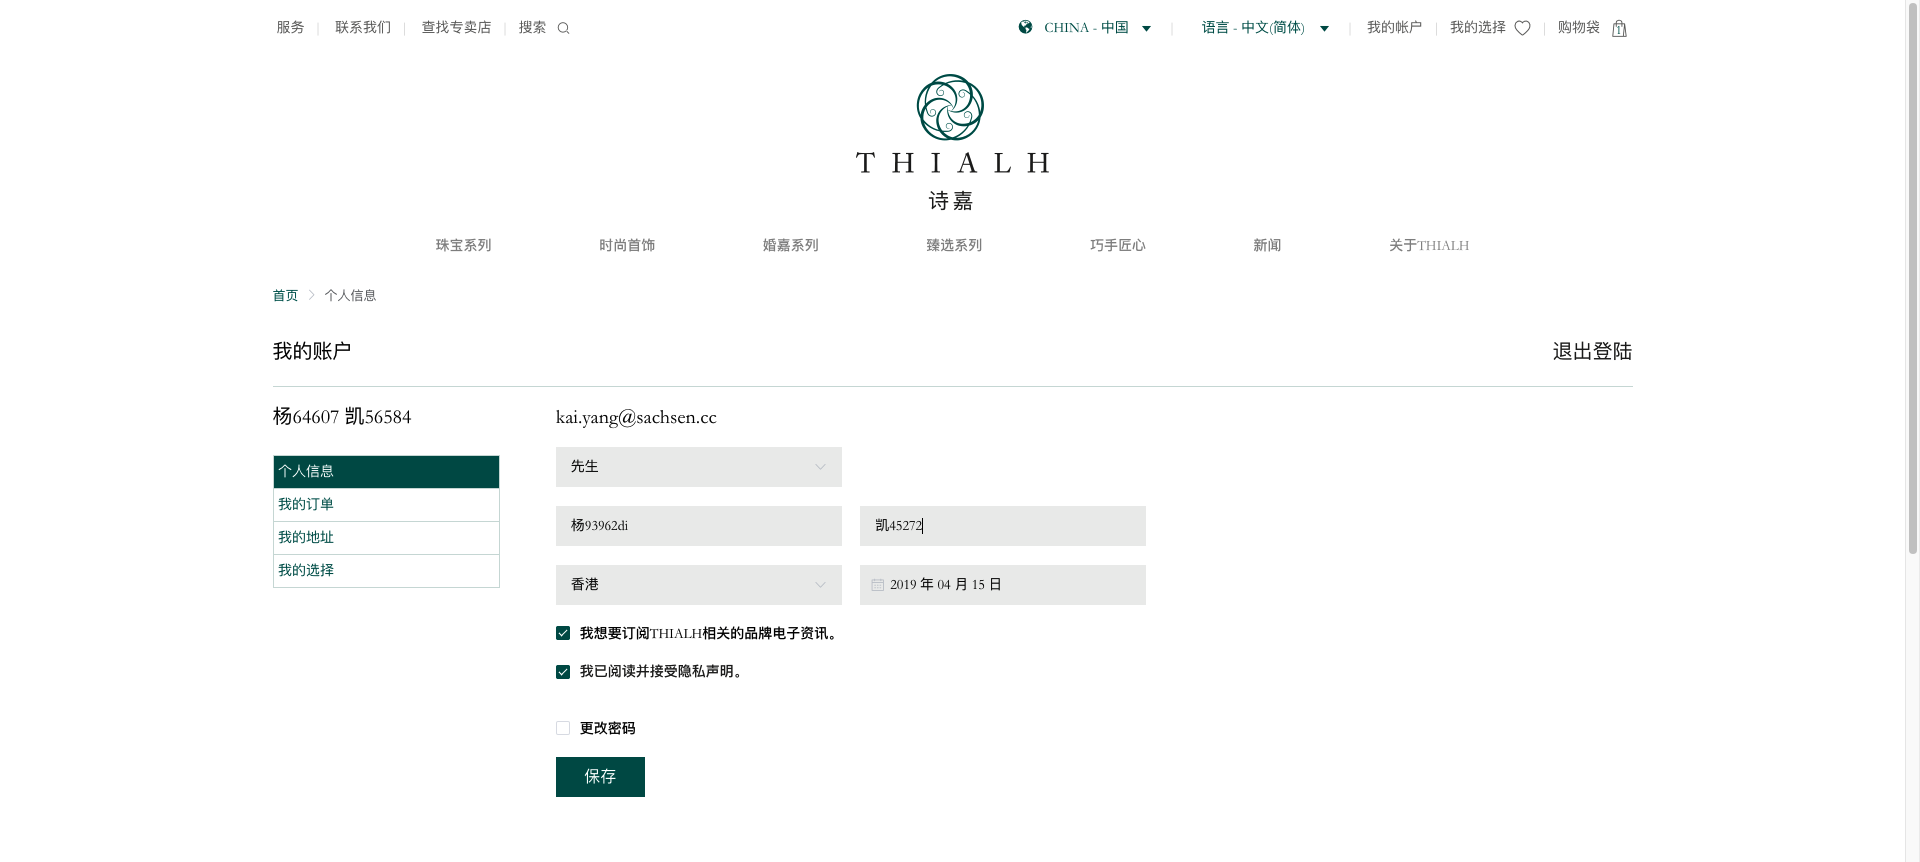 服务 | 联系我们 | 查找专卖店 | 搜索
CHINA - 中国 | 语言 - 中文(简体) | 我的帐户 | 我的选择 | 购物袋 1
THIALH
诗嘉
珠宝系列 时尚首饰 婚嘉系列 臻选系列 巧手匠心 新闻 关于THIALH
首页 > 个人信息
我的账户 退出登陆
杨64607 凯56584
kai.yang@sachsen.cc
个人信息
我的订单
我的地址
我的选择
先生
杨93962di 凯45272
香港 2019 年 04 月 15 日
我想要订阅THIALH相关的品牌电子资讯。
我已阅读并接受隐私声明。
更改密码
保存